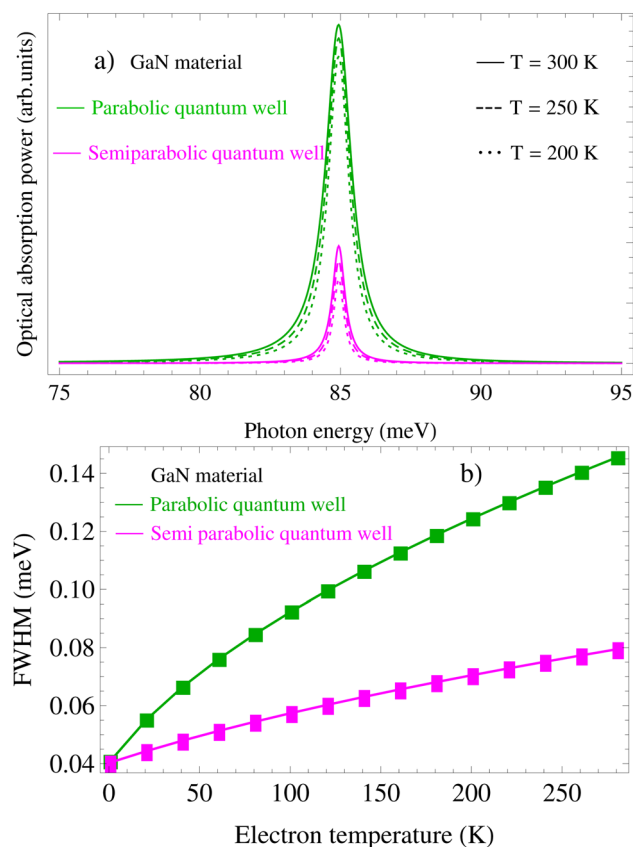 Optical absorption power (arb.units)
a) GaN material
Parabolic quantum well
Semiparabolic quantum well
T = 300 K
T = 250 K
T = 200 K
75 80 85 90 95
Photon energy (meV)
b)
GaN material
Parabolic quantum well
Semi parabolic quantum well
FWHM (meV)
0.14
0.12
0.10
0.08
0.06
0.04
0 50 100 150 200 250
Electron temperature (K)